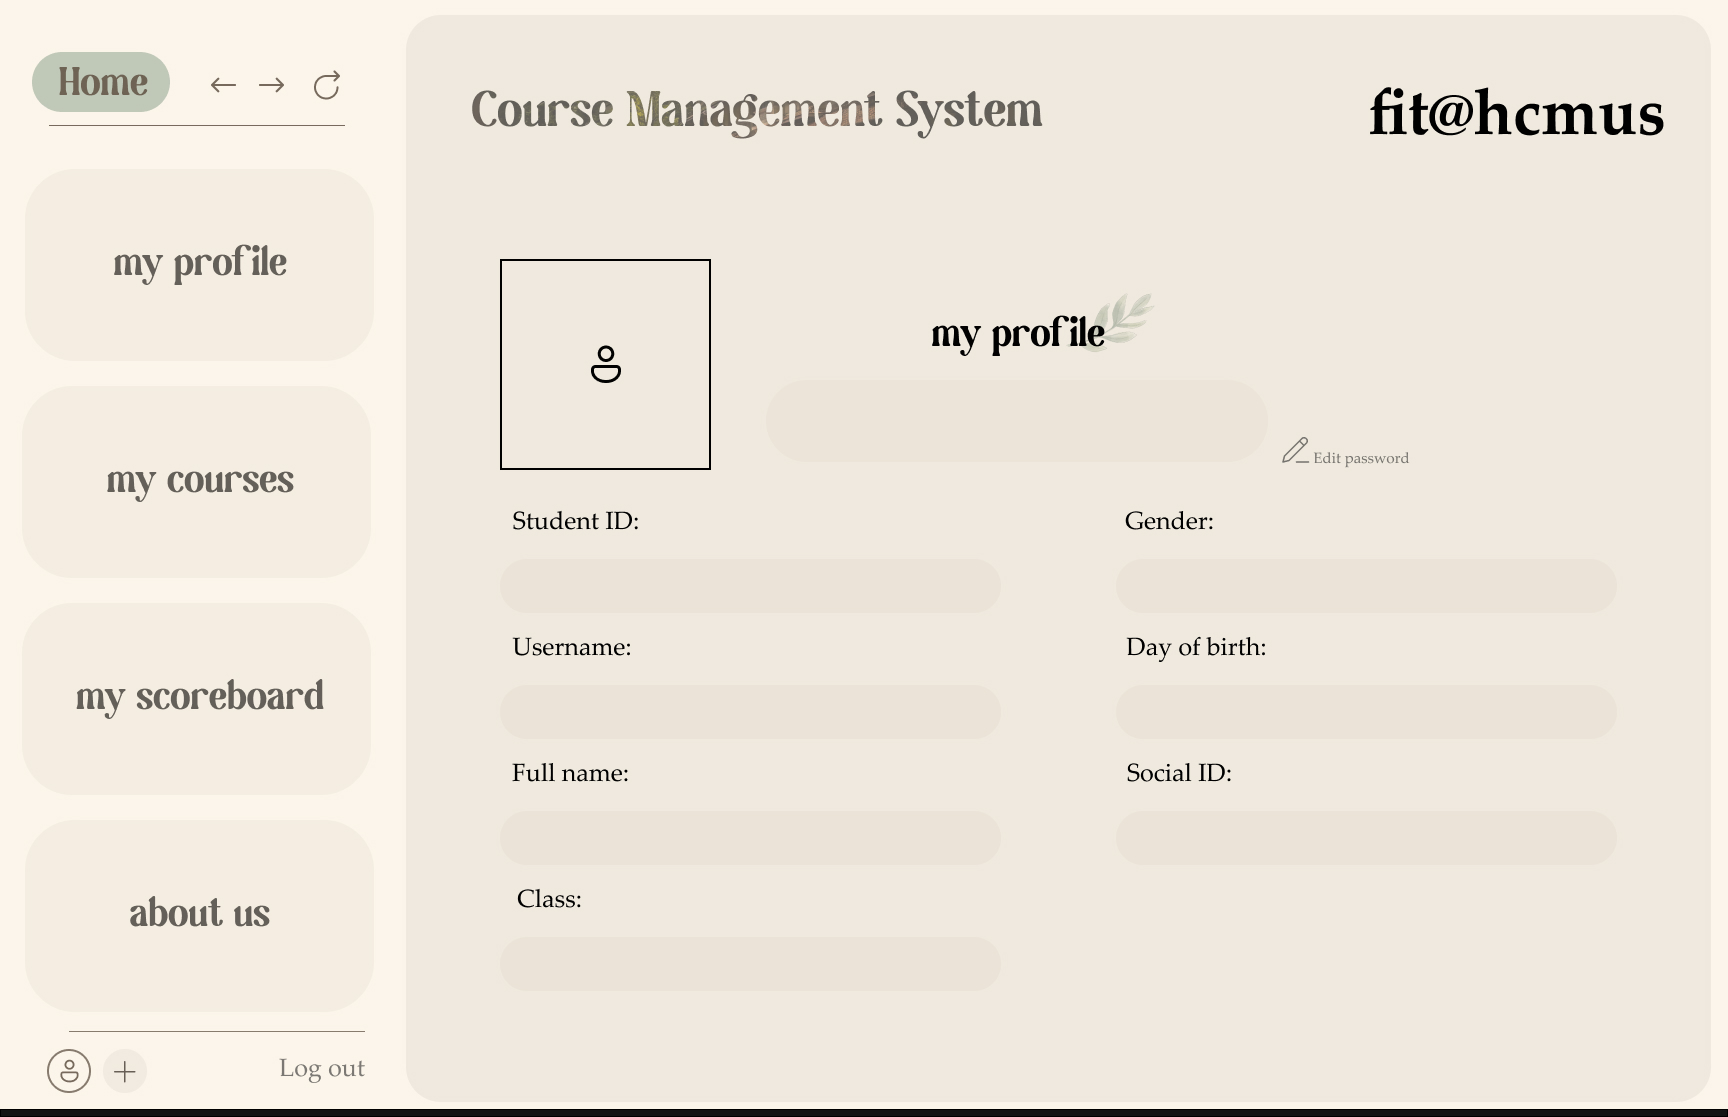 Home
my profile
my courses
my scoreboard
about us
Log out
Course Management System
fit@hcmus
my profile
Edit password
Student ID:
Gender:
Username:
Day of birth:
Full name:
Social ID:
Class: